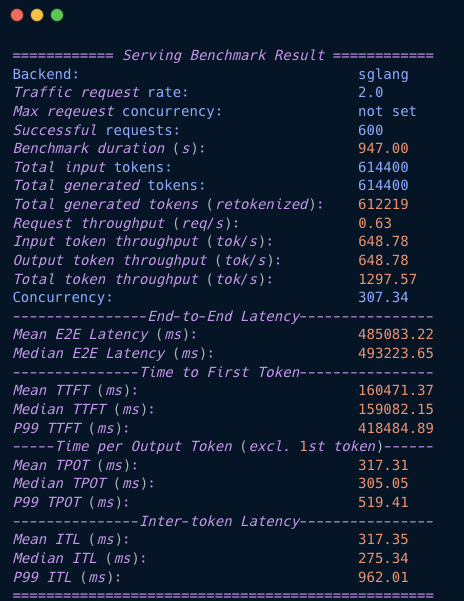 ============ Serving Benchmark Result ============
Backend: sglang
Traffic request rate: 2.0
Max reqeuest concurrency: not set
Successful requests: 600
Benchmark duration (s): 947.00
Total input tokens: 614400
Total generated tokens: 614400
Total generated tokens (retokenized): 612219
Request throughput (req/s): 0.63
Input token throughput (tok/s): 648.78
Output token throughput (tok/s): 648.78
Total token throughput (tok/s): 1297.57
Concurrency: 307.34
----------------End-to-End Latency----------------
Mean E2E Latency (ms): 485083.22
Median E2E Latency (ms): 493223.65
---------------Time to First Token----------------
Mean TTFT (ms): 160471.37
Median TTFT (ms): 159082.15
P99 TTFT (ms): 418484.89
-----Time per Output Token (excl. 1st token)------
Mean TPOT (ms): 317.31
Median TPOT (ms): 305.05
P99 TPOT (ms): 519.41
---------------Inter-token Latency----------------
Mean ITL (ms): 317.35
Median ITL (ms): 275.34
P99 ITL (ms): 962.01
==================================================